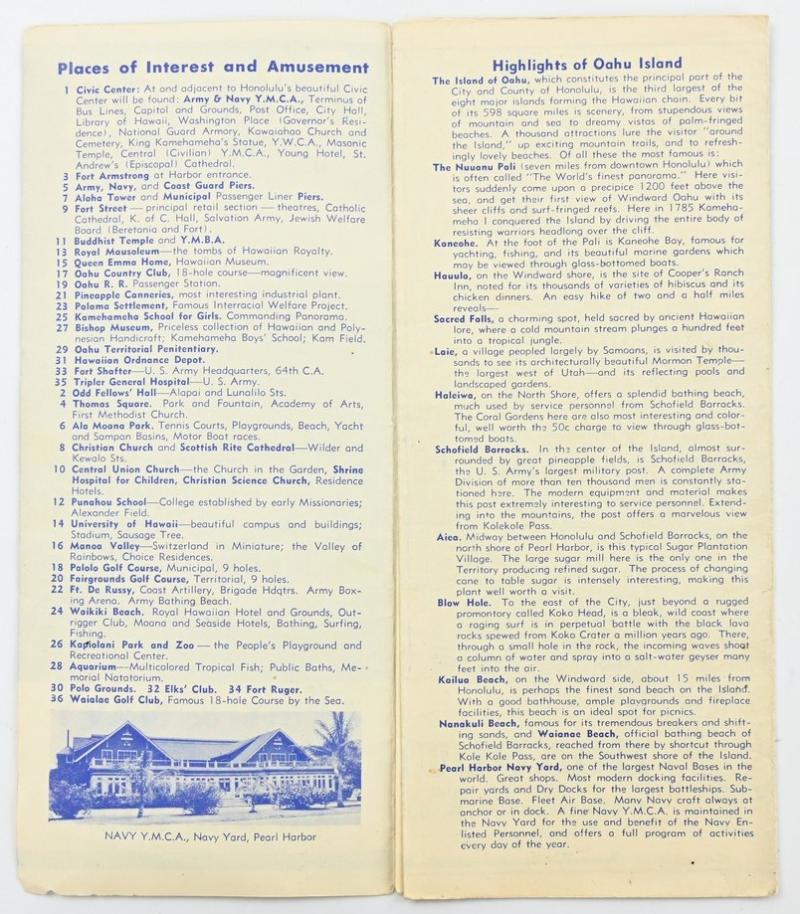 Places of Interest and Amusement
1 Civic Center: At and adjacent to Honolulu's beautiful Civic
Center will be found: Army & Navy Y.M.C.A., Terminus of
Bus Lines, Capitol and Grounds, Post Office, City Hall,
Library of Hawaii, Washington Place (Governor's Resi-
dence), National Guard Armory, Kawaiahao Church and
Cemetery, King Kamehameha's Statue, Y.W.C.A., Masonic
Temple, Central (Civilian) Y.M.C.A., Young Hotel, St.
Andrew's (Episcopal) Cathedral.
3 Fort Armstrong at Harbor entrance.
5 Army, Navy, and Coast Guard Piers.
7 Aloha Tower and Municipal Passenger Liner Piers.
9 Fort Street — principal retail section — theatres, Catholic
Cathedral, K. of C. Hall, Salvation Army, Jewish Welfare
Board (Beretania and Fort).
11 Buddhist Temple and Y.M.B.A.
13 Royal Mausoleum—the tombs of Hawaiian Royalty.
15 Queen Emma Home, Hawaiian Museum.
17 Oahu Country Club, 18-hole course—magnificent view.
19 Oahu R. R. Passenger Station.
21 Pineapple Canneries, most interesting industrial plant.
23 Palama Settlement, Famous Interracial Welfare Project.
25 Kamehameha School for Girls. Commanding Panorama.
27 Bishop Museum, Priceless collection of Hawaiian and Poly-
nesian Handicraft; Kamehameha Boys' School; Kam Field.
29 Oahu Territorial Penitentiary.
31 Hawaiian Ordnance Depot.
33 Fort Shafter—U. S. Army Headquarters, 64th C.A.
35 Tripler General Hospital—U. S. Army.
2 Odd Fellows' Hall—Alapai and Lunalilo Sts.
4 Thomas Square. Park and Fountain, Academy of Arts,
First Methodist Church.
6 Ala Moana Park. Tennis Courts, Playgrounds, Beach, Yacht
and Sampan Basins, Motor Boat races.
8 Christian Church and Scottish Rite Cathedral—Wilder and
Kewalo Sts.
10 Central Union Church—the Church in the Garden, Shrine
Hospital for Children, Christian Science Church, Residence
Hotels.
12 Punahou School—College established by early Missionaries;
Alexander Field.
14 University of Hawaii—beautiful campus and buildings;
Stadium, Sausage Tree.
16 Manoa Valley—Switzerland in Miniature; the Valley of
Rainbows, Choice Residences.
18 Palolo Golf Course, Municipal, 9 holes.
20 Fairgrounds Golf Course, Territorial, 9 holes.
22 Ft. De Russy, Coast Artillery, Brigade Hdqtrs. Army Box-
ing Arena. Army Bathing Beach.
24 Waikiki Beach. Royal Hawaiian Hotel and Grounds, Out-
rigger Club, Moana and Seaside Hotels, Bathing, Surfing,
Fishing.
26 Kapiolani Park and Zoo — the People's Playground and
Recreational Center.
28 Aquarium—Multicolored Tropical Fish; Public Baths, Me-
morial Natatorium.
30 Polo Grounds. 32 Elks' Club. 34 Fort Ruger.
36 Waialae Golf Club, Famous 18-hole Course by the Sea.
NAVY Y.M.C.A., Navy Yard, Pearl Harbor
Highlights of Oahu Island
The Island of Oahu, which constitutes the principal part of the
City and County of Honolulu, is the third largest of the
eight major islands forming the Hawaiian chain. Every bit
of its 598 square miles is scenery, from stupendous views
of mountain and sea to dreamy vistas of palm-fringed
beaches. A thousand attractions lure the visitor "around
the Island," up exciting mountain trails, and to refresh-
ingly lovely beaches. Of all these the most famous is:
The Nuuanu Pali (seven miles from downtown Honolulu) which
is often called "The World's finest panorama." Here visi-
tors suddenly come upon a precipice 1200 feet above the
sea, and get their first view of Windward Oahu with its
sheer cliffs and surf-fringed reefs. Here in 1785 Kameha-
meha I conquered the Island by driving the entire body of
resisting warriors headlong over the cliff.
Kaneohe. At the foot of the Pali is Kaneohe Bay, famous for
yachting, fishing, and its beautiful marine gardens which
may be viewed through glass-bottomed boats.
Hauula, on the Windward shore, is the site of Cooper's Ranch
Inn, noted for its thousands of varieties of hibiscus and its
chicken dinners. An easy hike of two and a half miles
reveals—
Sacred Falls, a charming spot, held sacred by ancient Hawaiian
lore, where a cold mountain stream plunges a hundred feet
into a tropical jungle.
Laie, a village peopled largely by Samoans, is visited by thou-
sands to see its architecturally beautiful Mormon Temple—
the largest west of Utah—and its reflecting pools and
landscaped gardens.
Haleiwa, on the North Shore, offers a splendid bathing beach,
much used by service personnel from Schofield Barracks.
The Coral Gardens here are also most interesting and color-
ful, well worth the 50c charge to view through glass-bot-
tomed boats.
Schofield Barracks. In the center of the Island, almost sur-
rounded by great pineapple fields, is Schofield Barracks,
the U. S. Army's largest military post. A complete Army
Division of more than ten thousand men is constantly sta-
tioned here. The modern equipment and material makes
this post extremely interesting to service personnel. Extend-
ing into the mountains, the post offers a marvelous view
from Kolekole Pass.
Aiea. Midway between Honolulu and Schofield Barracks, on the
north shore of Pearl Harbor, is this typical Sugar Plantation
Village. The large sugar mill here is the only one in the
Territory producing refined sugar. The process of changing
cane to table sugar is intensely interesting, making this
plant well worth a visit.
Blow Hole. To the east of the City, just beyond a rugged
promontory called Koko Head, is a bleak, wild coast where
a raging surf is in perpetual battle with the black lava
rocks spewed from Koko Crater a million years ago. There,
through a small hole in the rock, the incoming waves shoot
a column of water and spray into a salt-water geyser many
feet into the air.
Kailua Beach, on the Windward side, about 15 miles from
Honolulu, is perhaps the finest sand beach on the Island.
With a good bathhouse, ample playgrounds and fireplace
facilities, this beach is an ideal spot for picnics.
Nanakuli Beach, famous for its tremendous breakers and shift-
ing sands, and Waianae Beach, official bathing beach of
Schofield Barracks, reached from there by shortcut through
Kole Kole Pass, are on the Southwest shore of the Island.
Pearl Harbor Navy Yard, one of the largest Naval Bases in the
world. Great shops. Most modern docking facilities. Re-
pair yards and Dry Docks for the largest battleships. Sub-
marine Base. Fleet Air Base. Many Navy craft always at
anchor or in dock. A fine Navy Y.M.C.A. is maintained in
the Navy Yard for the use and benefit of the Navy En-
listed Personnel, and offers a full program of activities
every day of the year.